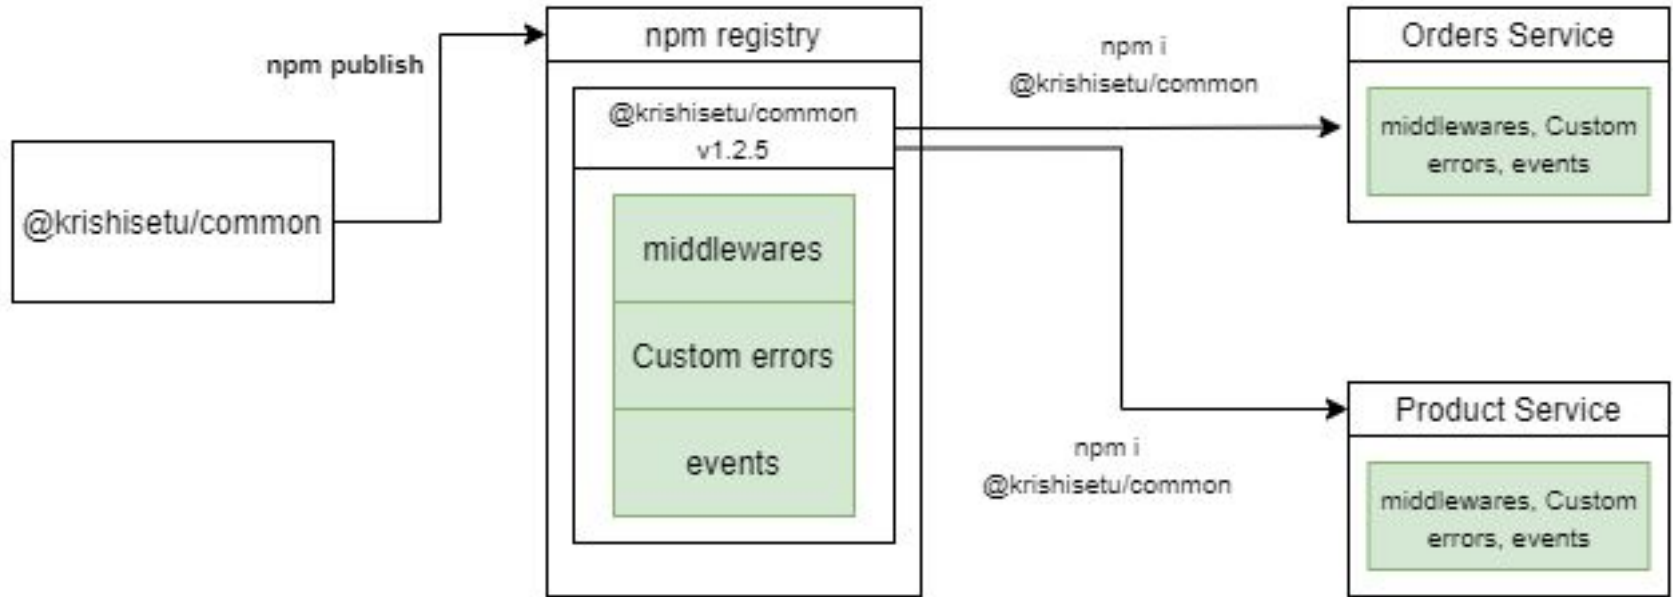 @krishisetu/common
npm publish
npm registry
@krishisetu/common
v1.2.5
middlewares
Custom errors
events
npm i
@krishisetu/common
Orders Service
middlewares, Custom
errors, events
npm i
@krishisetu/common
Product Service
middlewares, Custom
errors, events